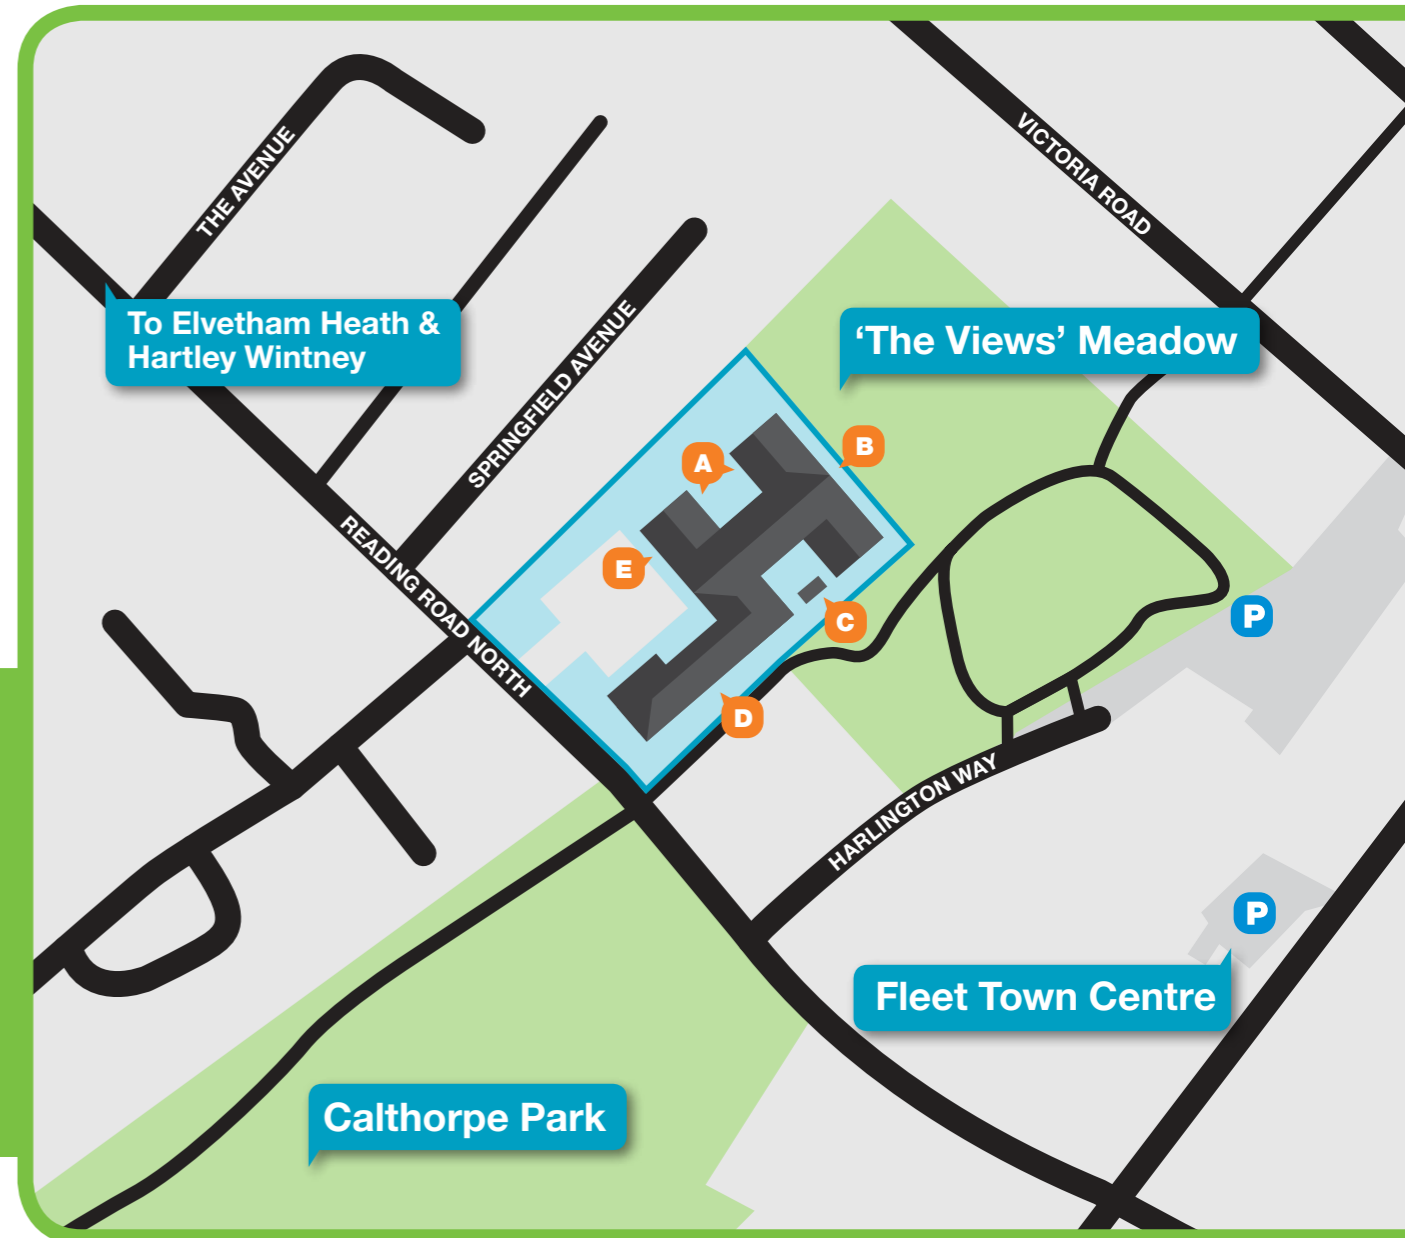 THE AVENUE
VICTORIA ROAD
To Elvetham Heath &
Hartley Wintney
‘The Views’ Meadow
SPRINGFIELD AVENUE
A
B
READING ROAD NORTH
E
C
P
D
HARLINGTON WAY
P
Fleet Town Centre
Calthorpe Park